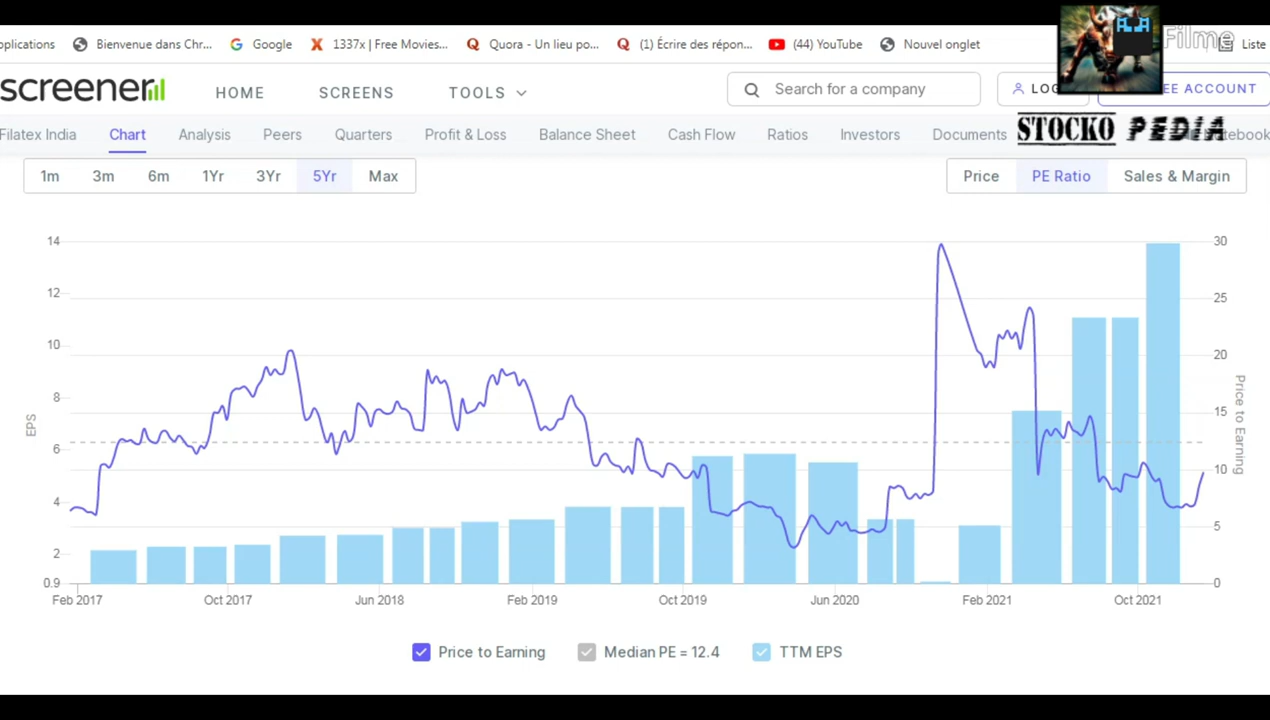 pplications Bienvenue dans Chr... Google 1337x | Free Movies... Quora - Un lieu po... (1) Écrire des répon... (44) YouTube Nouvel onglet Filme Liste
screener HOME SCREENS TOOLS Search for a company LOG EE ACCOUNT
Filatex India Chart Analysis Peers Quarters Profit & Loss Balance Sheet Cash Flow Ratios Investors Documents STOCKO PEDIA Notebook
1m 3m 6m 1Yr 3Yr 5Yr Max Price PE Ratio Sales & Margin
14 30
12 25
10 20
8 15
6 10
4 5
2
0.9 0
EPS
Price to Earning
Feb 2017 Oct 2017 Jun 2018 Feb 2019 Oct 2019 Jun 2020 Feb 2021 Oct 2021
Price to Earning Median PE = 12.4 TTM EPS